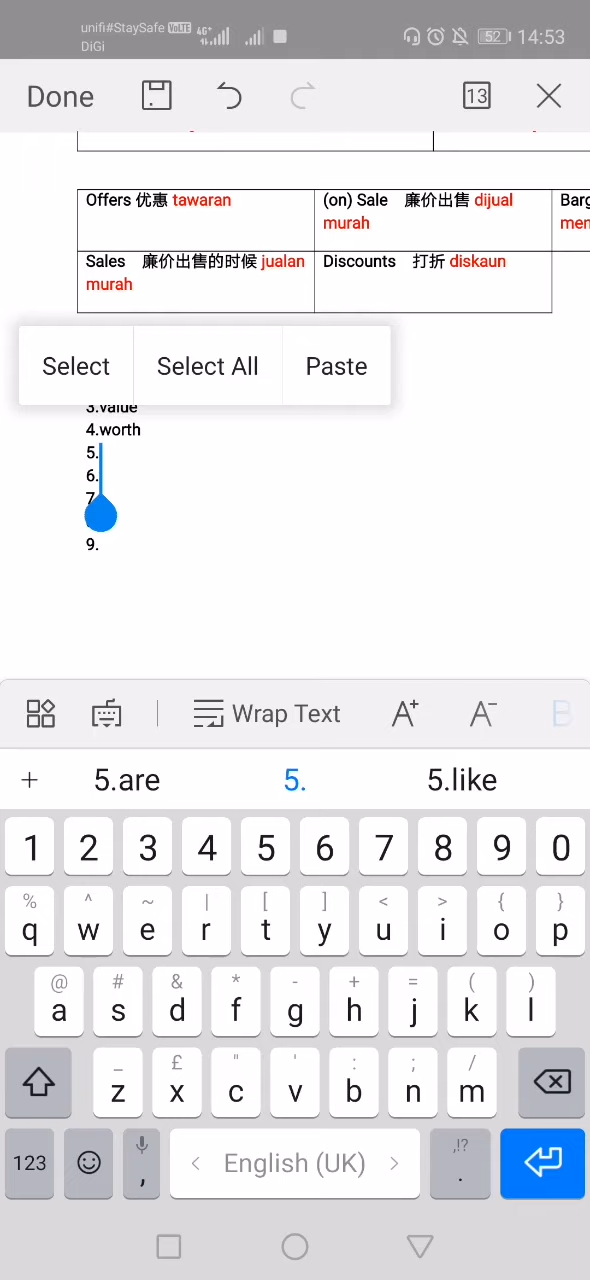 unifi#StaySafe VoLTE 4G+
DiGi
52 14:53
Done 13
Offers 优惠 tawaran
(on) Sale 廉价出售 dijual
murah
Sales 廉价出售的时候 jualan
murah
Discounts 打折 diskaun
Select Select All Paste
3.value
4.worth
5.
6.
7
9.
Wrap Text A+ A- B
+ 5.are 5. 5.like
1 2 3 4 5 6 7 8 9 0
% ^ ~ | [ ] < > { }
q w e r t y u i o p
@ # & * - + = ( )
a s d f g h j k l
_ £ " ' : ; /
z x c v b n m
123 , < English (UK) > ,!? .